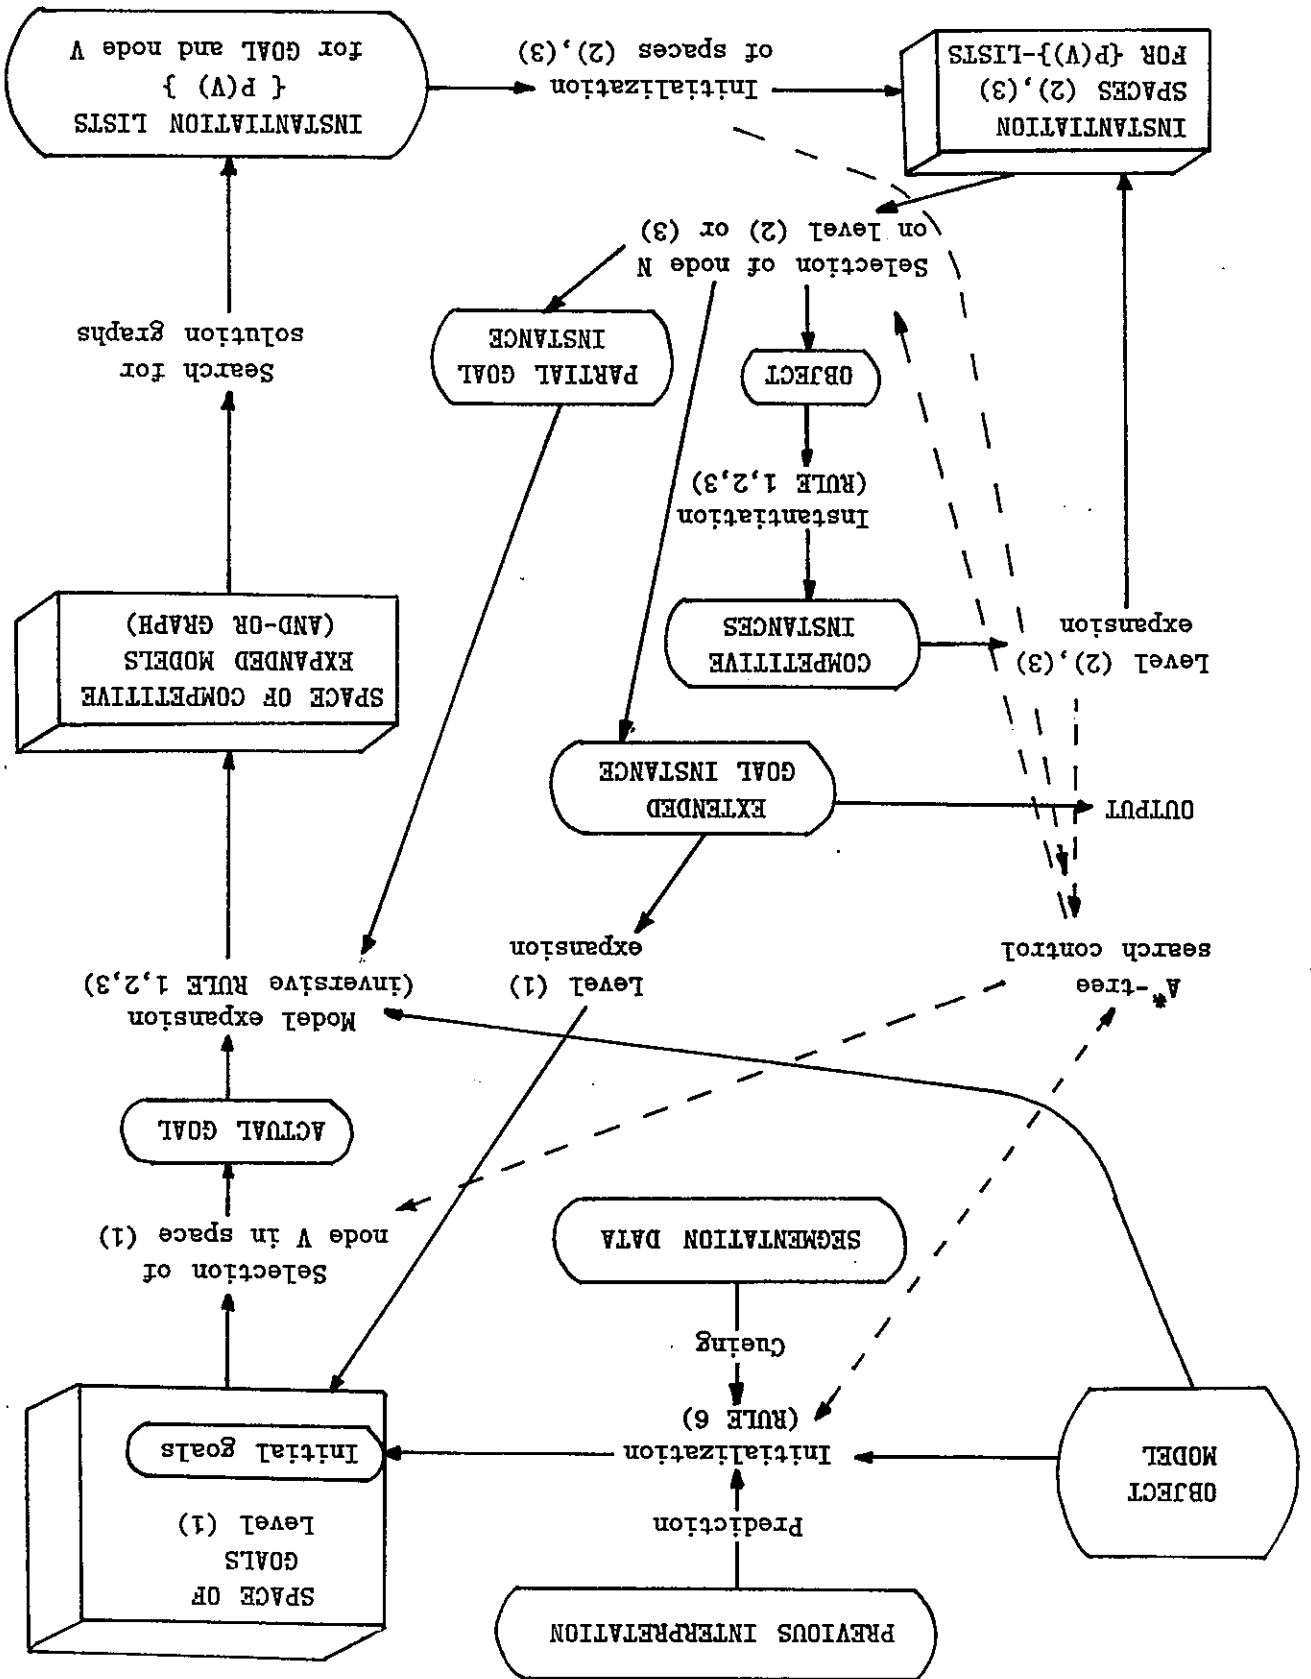 PREVIOUS INTERPRETATION
Prediction
OBJECT
MODEL
Initialization
(RULE 6)
Cueing
SEGMENTATION DATA
SPACE OF
GOALS
Level (1)
Initial goals
Selection of
node V in space (1)
ACTUAL GOAL
Model expansion
(inversive RULE 1,2,3)
A*-tree
search control
Level (1)
expansion
OUTPUT
EXTENDED
GOAL INSTANCE
SPACE OF COMPETITIVE
EXPANDED MODELS
(AND-OR GRAPH)
Level (2),(3)
expansion
COMPETITIVE
INSTANCES
Instantiation
(RULE 1,2,3)
OBJECT
PARTIAL GOAL
INSTANCE
Search for
solution graphs
Selection of node N
on level (2) or (3)
INSTANTIATION
SPACES (2),(3)
FOR {P(V)}-LISTS
Initialization
of spaces (2),(3)
INSTANTIATION LISTS
{ P(V) }
for GOAL and node V